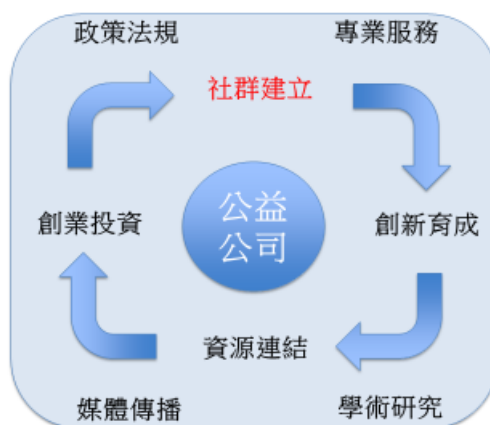 政策法規
專業服務
社群建立
公益
公司
創業投資
創新育成
資源連結
媒體傳播
學術研究